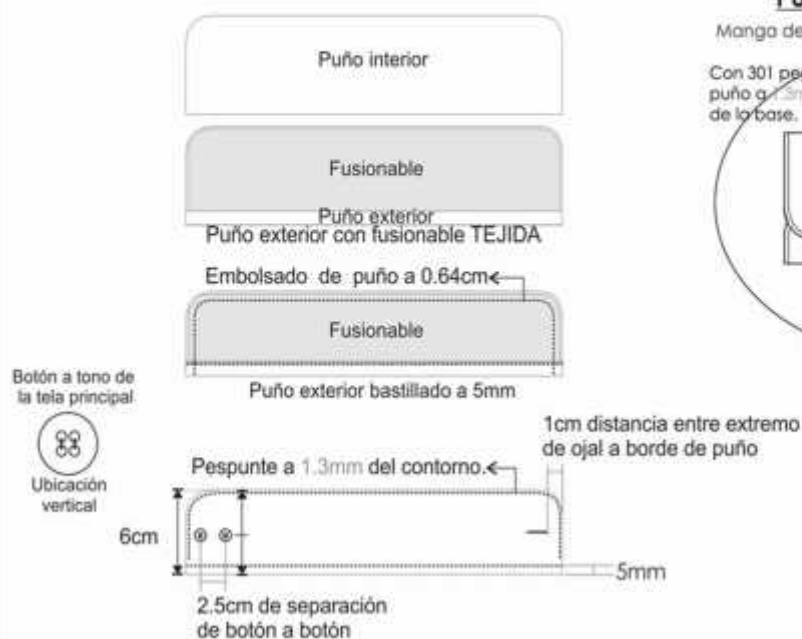 Puño interior
Fusionable
Puño exterior
Puño exterior con fusionable TEJIDA
Embolsado de puño a 0.64cm
Fusionable
Puño exterior bastillado a 5mm
Botón a tono de
la tela principal
Ubicación
vertical
1cm distancia entre extremo
de ojal a borde de puño
Pespunte a 1.3mm del contorno.
6cm
5mm
2.5cm de separación
de botón a botón
Manga de
Con 301
puño a
de la base.